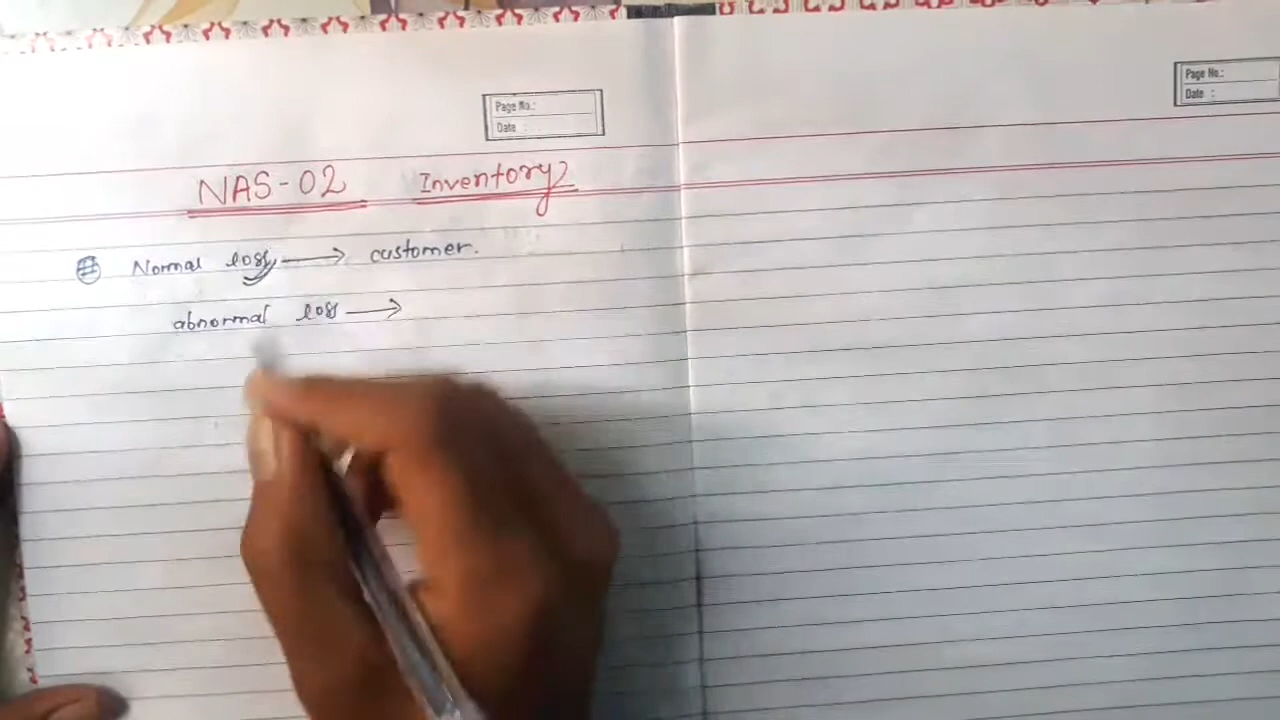 Page No.:
Date :
Page No.:
Date :
NAS-02 Inventory
# Normal loss → customer.
abnormal loss →